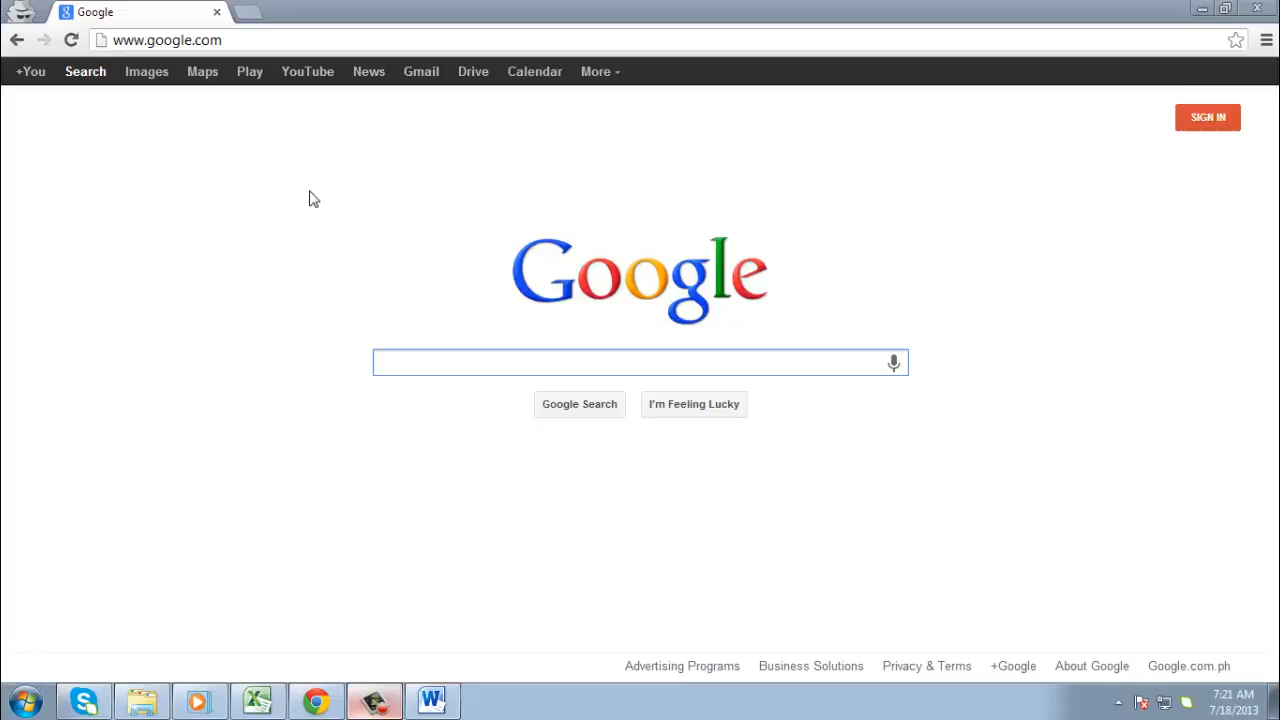 Google
www.google.com
+You Search Images Maps Play YouTube News Gmail Drive Calendar More
SIGN IN
Google
Google Search I'm Feeling Lucky
Advertising Programs Business Solutions Privacy & Terms +Google About Google Google.com.ph
7:21 AM
7/18/2013